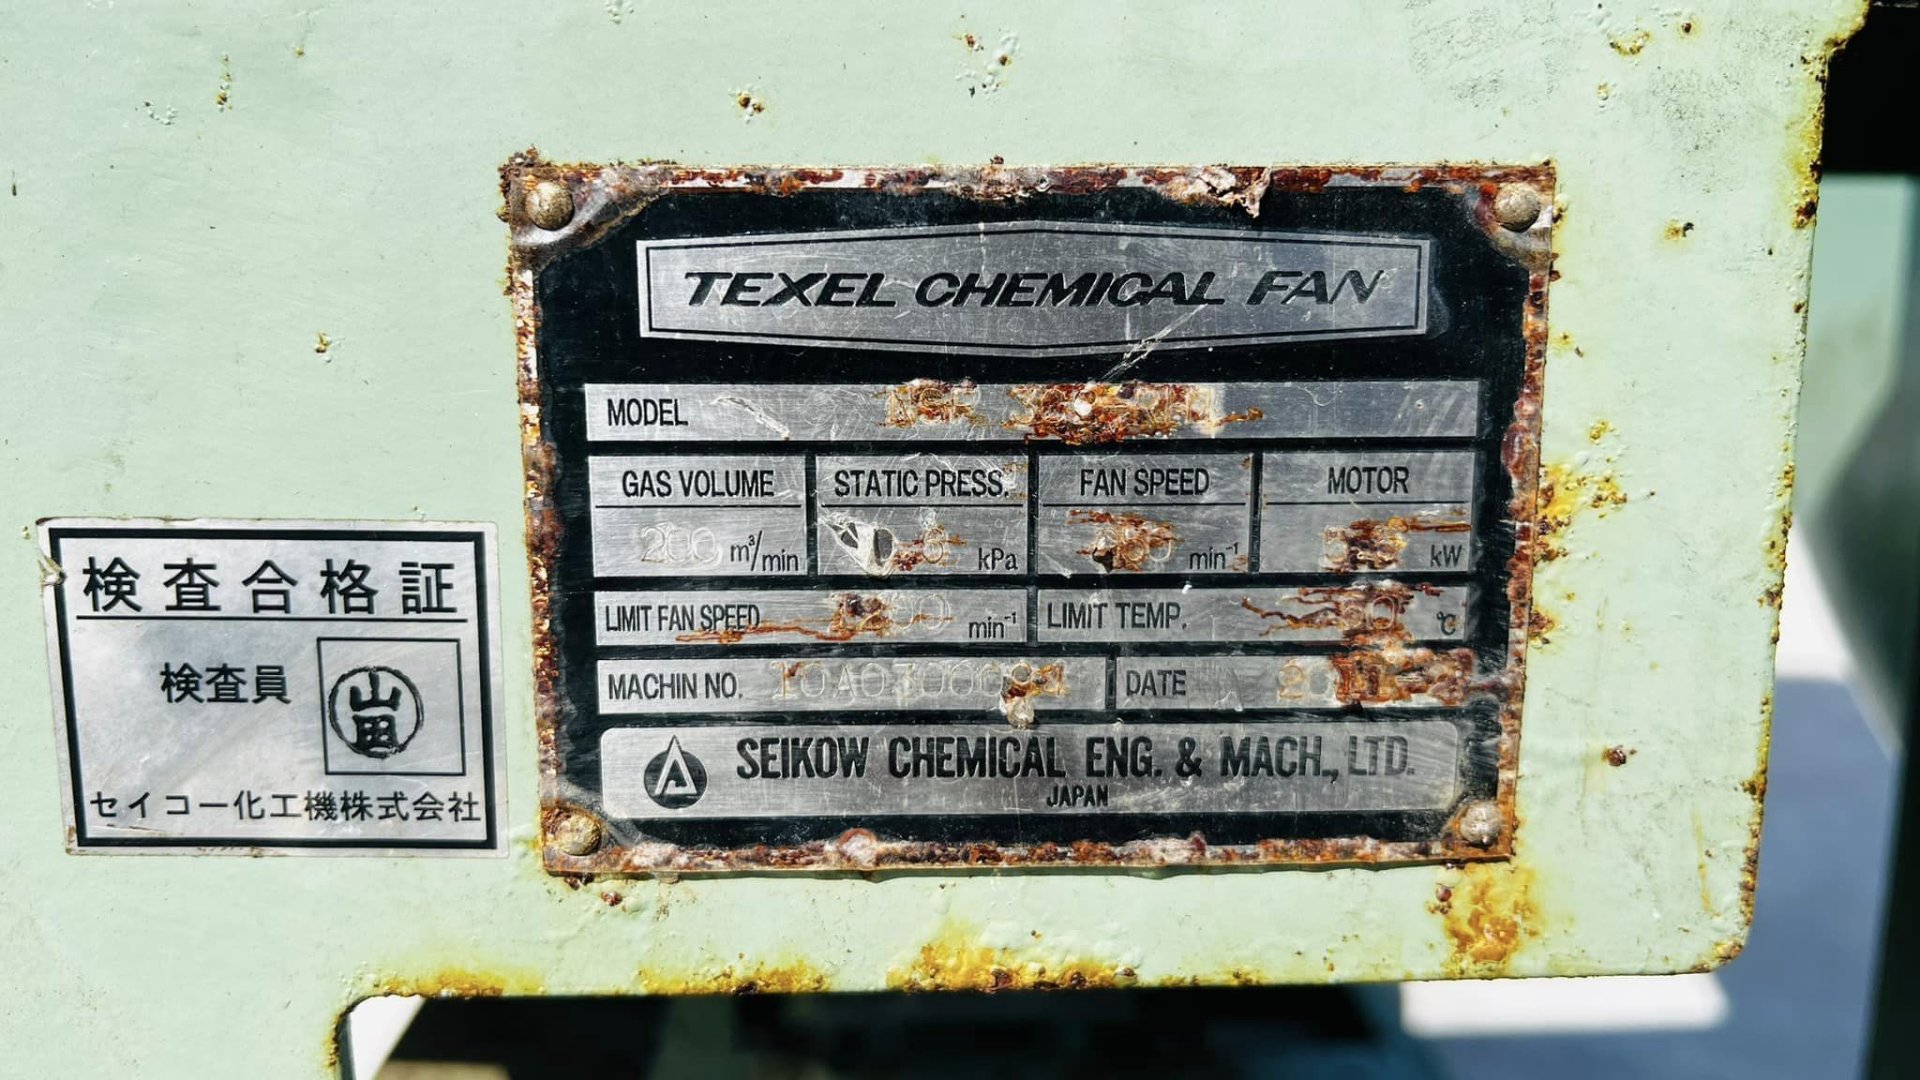 TEXEL CHEMICAL FAN
MODEL
GAS VOLUME STATIC PRESS. FAN SPEED MOTOR
200 m³/min kPa min⁻¹ kW
LIMIT FAN SPEED min⁻¹ LIMIT TEMP. ℃
MACHIN NO. DATE
SEIKOW CHEMICAL ENG. & MACH., LTD.
JAPAN
検査合格証
検査員 山田
セイコー化工機株式会社